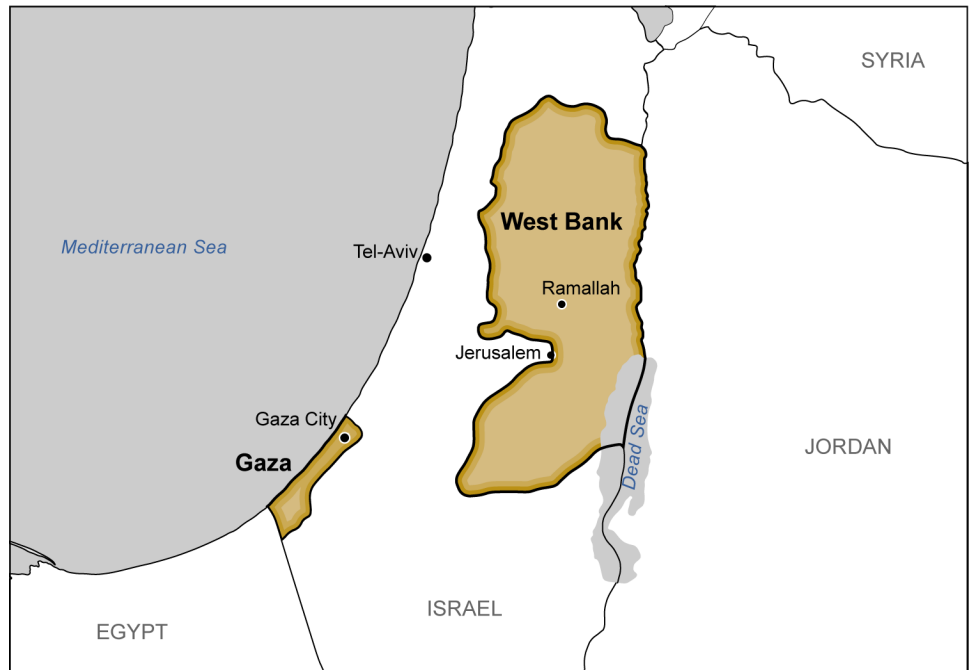 SYRIA
West Bank
Mediterranean Sea
Tel-Aviv
Ramallah
Jerusalem
Gaza City
Dead Sea
JORDAN
Gaza
ISRAEL
EGYPT